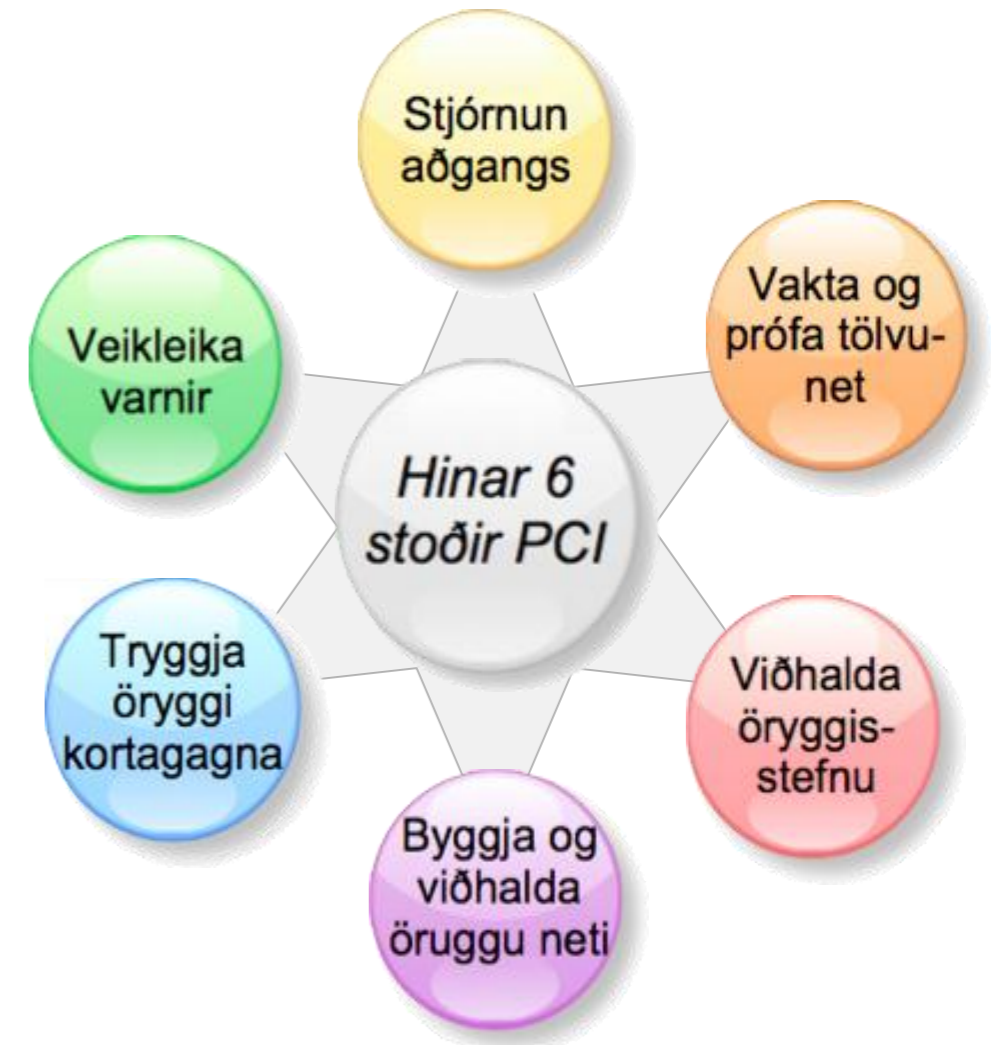 Stjórnun
aðgangs
Vakta og
prófa tölvu-
net
Veikleika
varnir
Hinar 6
stoðir PCI
Tryggja
öryggi
kortagagna
Viðhalda
öryggis-
stefnu
Byggja og
viðhalda
öruggu neti